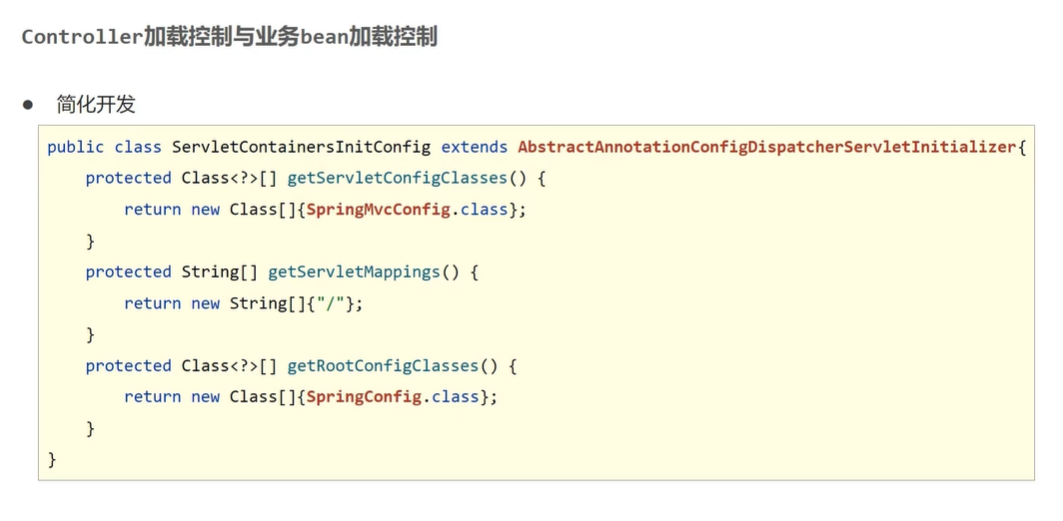 Controller加载控制与业务bean加载控制
● 简化开发
public class ServletContainersInitConfig extends AbstractAnnotationConfigDispatcherServletInitializer{
    protected Class<?>[] getServletConfigClasses() {
        return new Class[]{SpringMvcConfig.class};
    }
    protected String[] getServletMappings() {
        return new String[]{"/"};
    }
    protected Class<?>[] getRootConfigClasses() {
        return new Class[]{SpringConfig.class};
    }
}